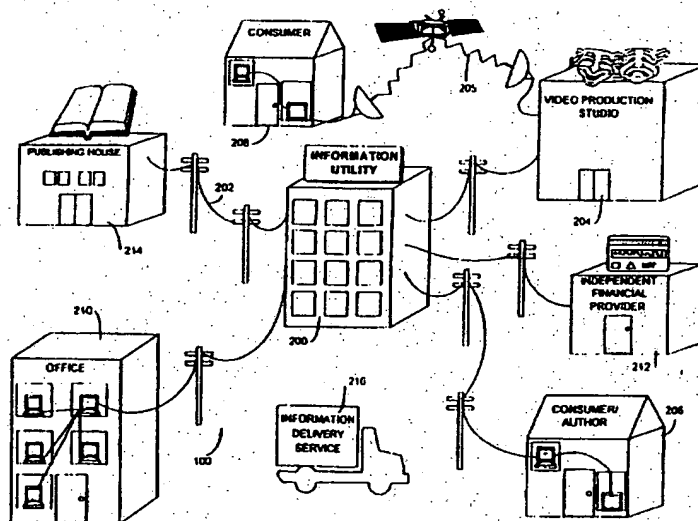 CONSUMER
208
205
VIDEO PRODUCTION
STUDIO
204
PUBLISHING HOUSE
214
202
INFORMATION
UTILITY
200
INDEPENDENT
FINANCIAL
PROVIDER
212
210
OFFICE
100
216
INFORMATION
DELIVERY
SERVICE
CONSUMER/
AUTHOR
206